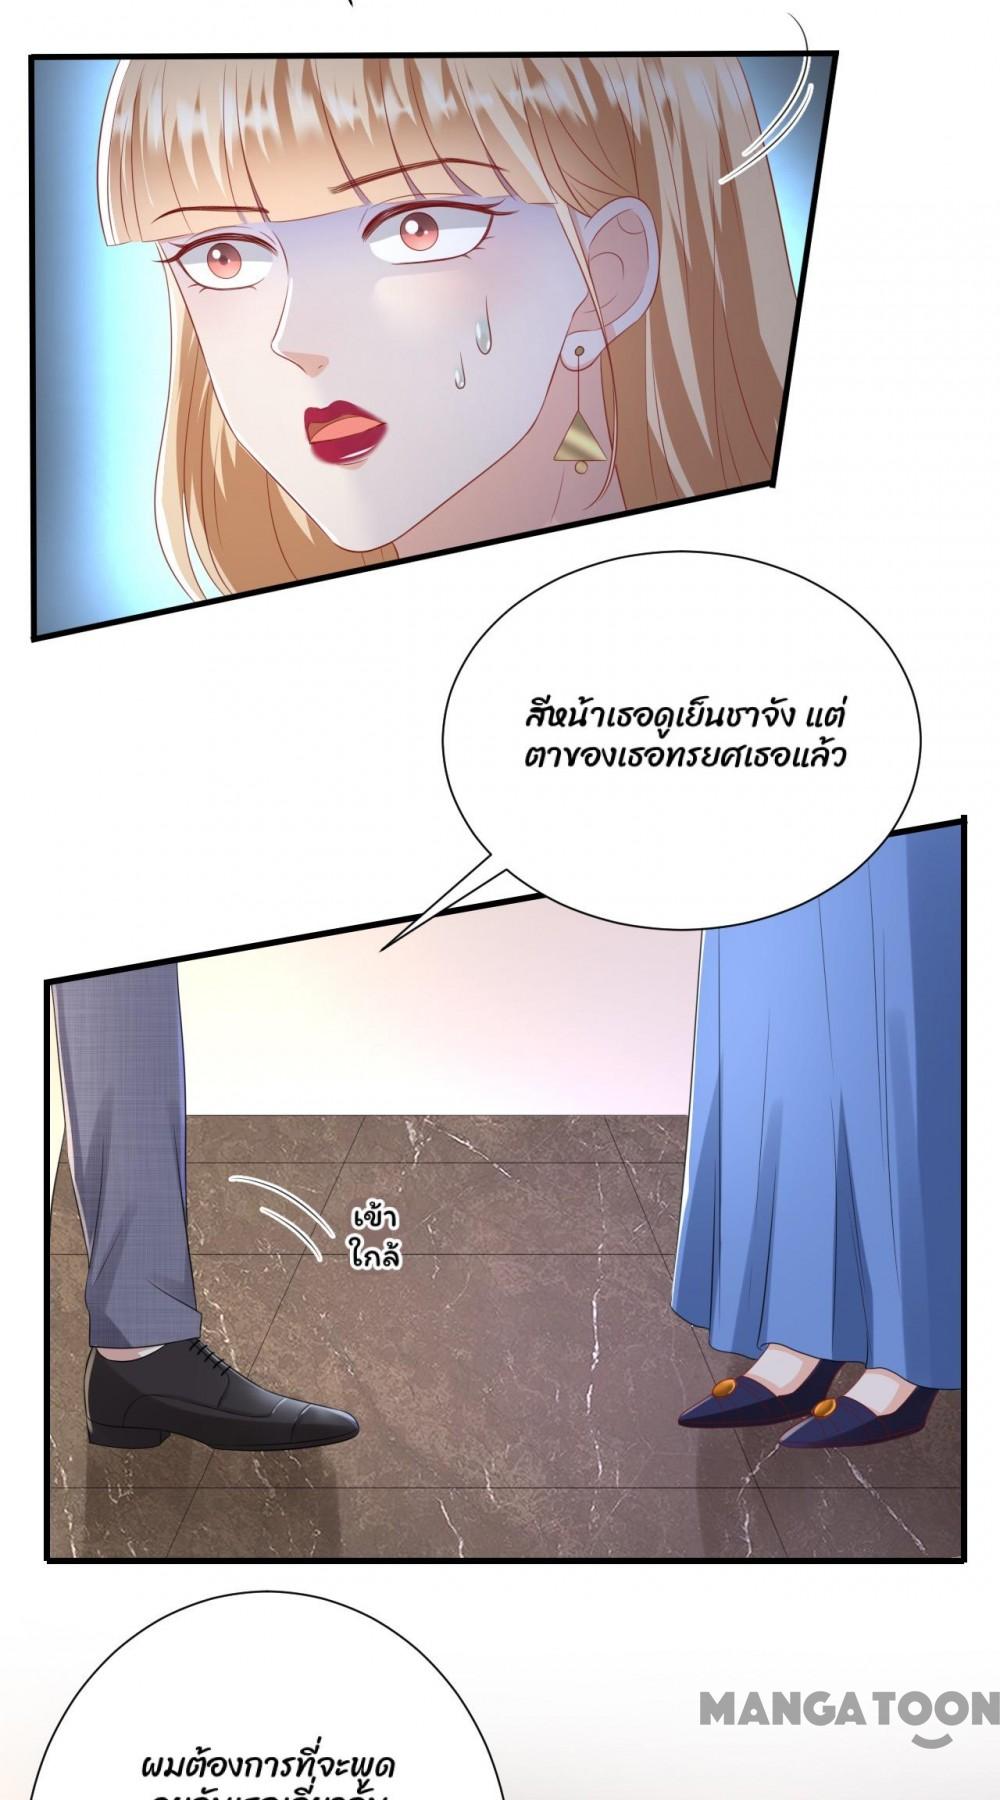 สีหน้าเธอดูเย็นชาจัง แต่
ตาของเธอทรยศเธอแล้ว
เข้า
ใกล้
MANGATOON
ผมต้องการที่จะพูด